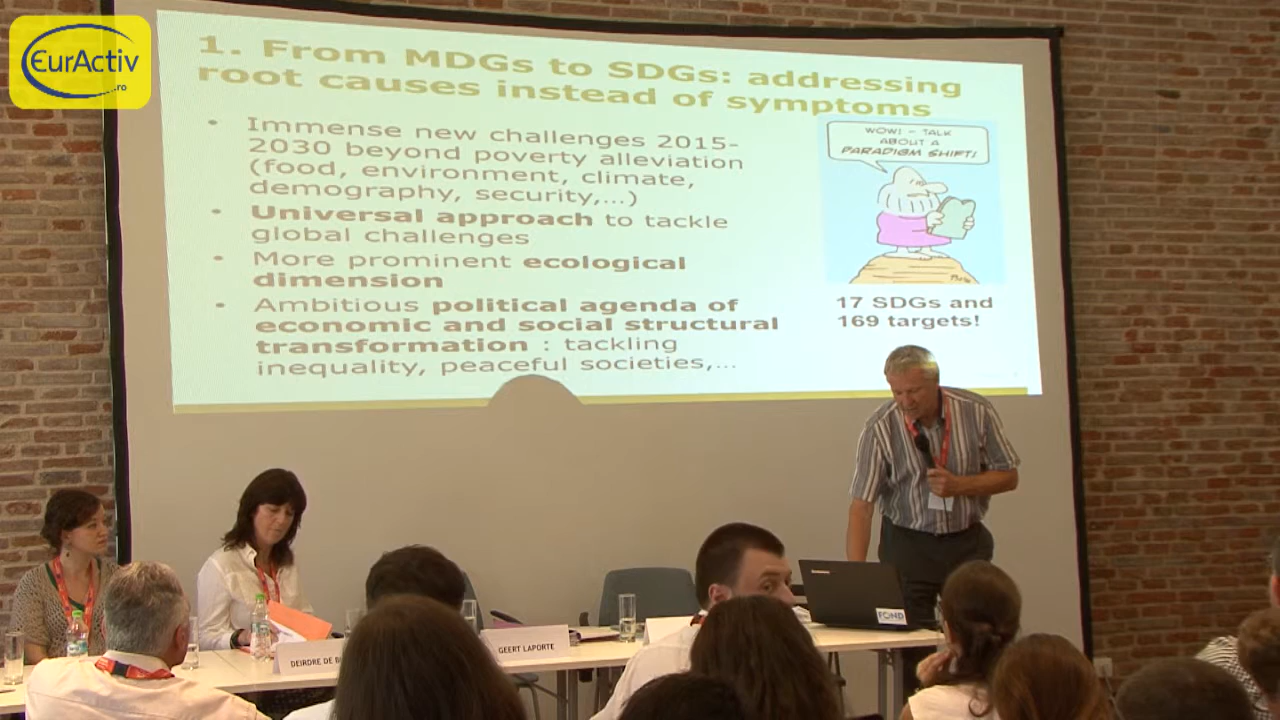 EurActiv
.ro
1. From MDGs to SDGs: addressing
root causes instead of symptoms
• Immense new challenges 2015-
2030 beyond poverty alleviation
(food, environment, climate,
demography, security,...)
• Universal approach to tackle
global challenges
• More prominent ecological
dimension
• Ambitious political agenda of
economic and social structural
transformation : tackling
inequality, peaceful societies,...
WOW! - TALK
ABOUT A
PARADIGM SHIFT!
17 SDGs and
169 targets!
DEIRDRE DE
GEERT LAPORTE
FOND